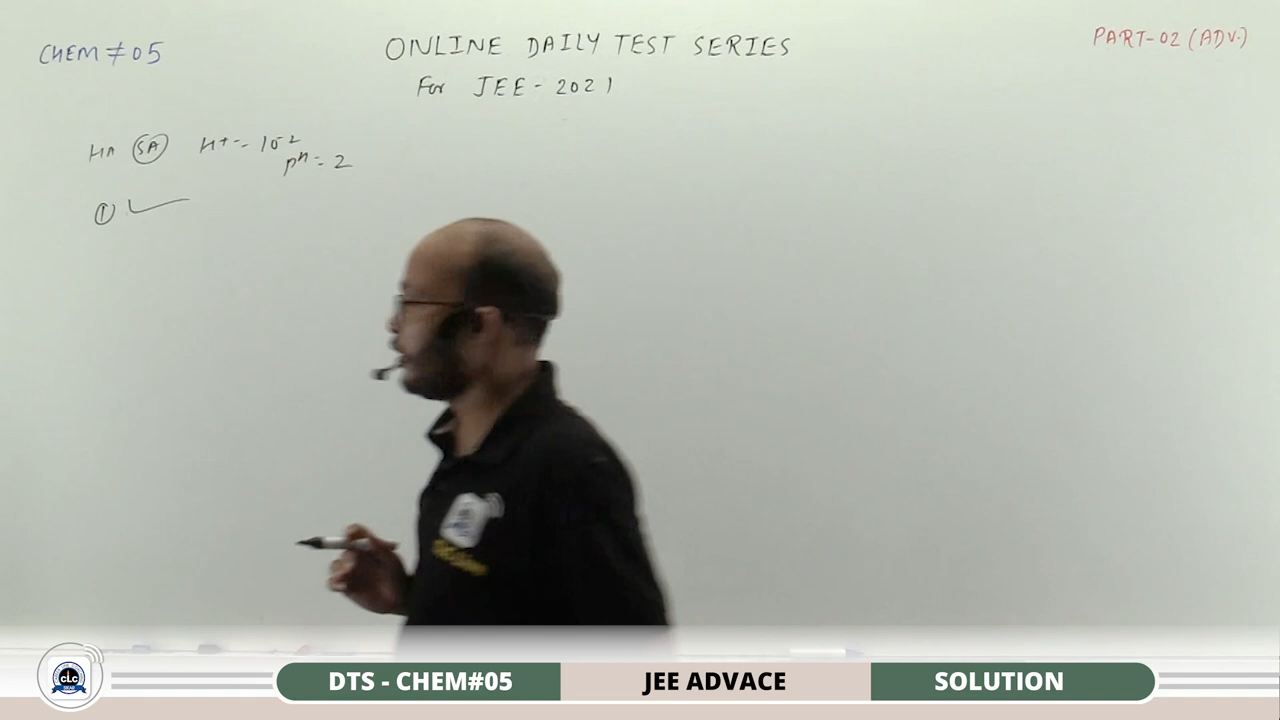 CHEM # 05
ONLINE DAILY TEST SERIES
PART-02 (ADV.)
For JEE - 2021
HA SA H+ = 10-2
pH = 2
①
DTS - CHEM#05
JEE ADVACE
SOLUTION
CLC